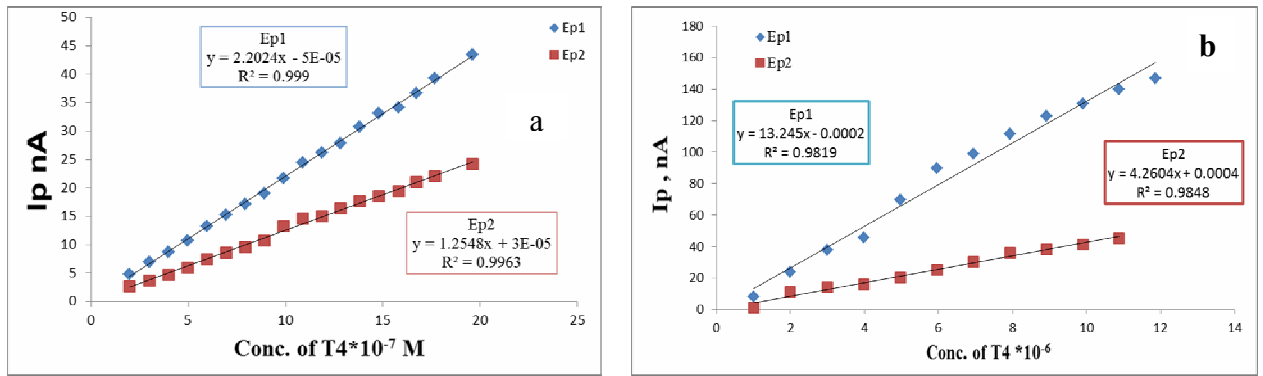 50
45
40
35
30
25
20
15
10
5
0
Ip nA
Ep1
y = 2.2024x - 5E-05
R² = 0.999
Ep1
Ep2
a
Ep2
y = 1.2548x + 3E-05
R² = 0.9963
0 5 10 15 20 25
Conc. of T4*10⁻⁷ M
180
160
140
120
100
80
60
40
20
0
Ip , nA
Ep1
Ep2
b
Ep1
y = 13.245x - 0.0002
R² = 0.9819
Ep2
y = 4.2604x + 0.0004
R² = 0.9848
0 2 4 6 8 10 12 14
Conc. of T4 *10⁻⁶